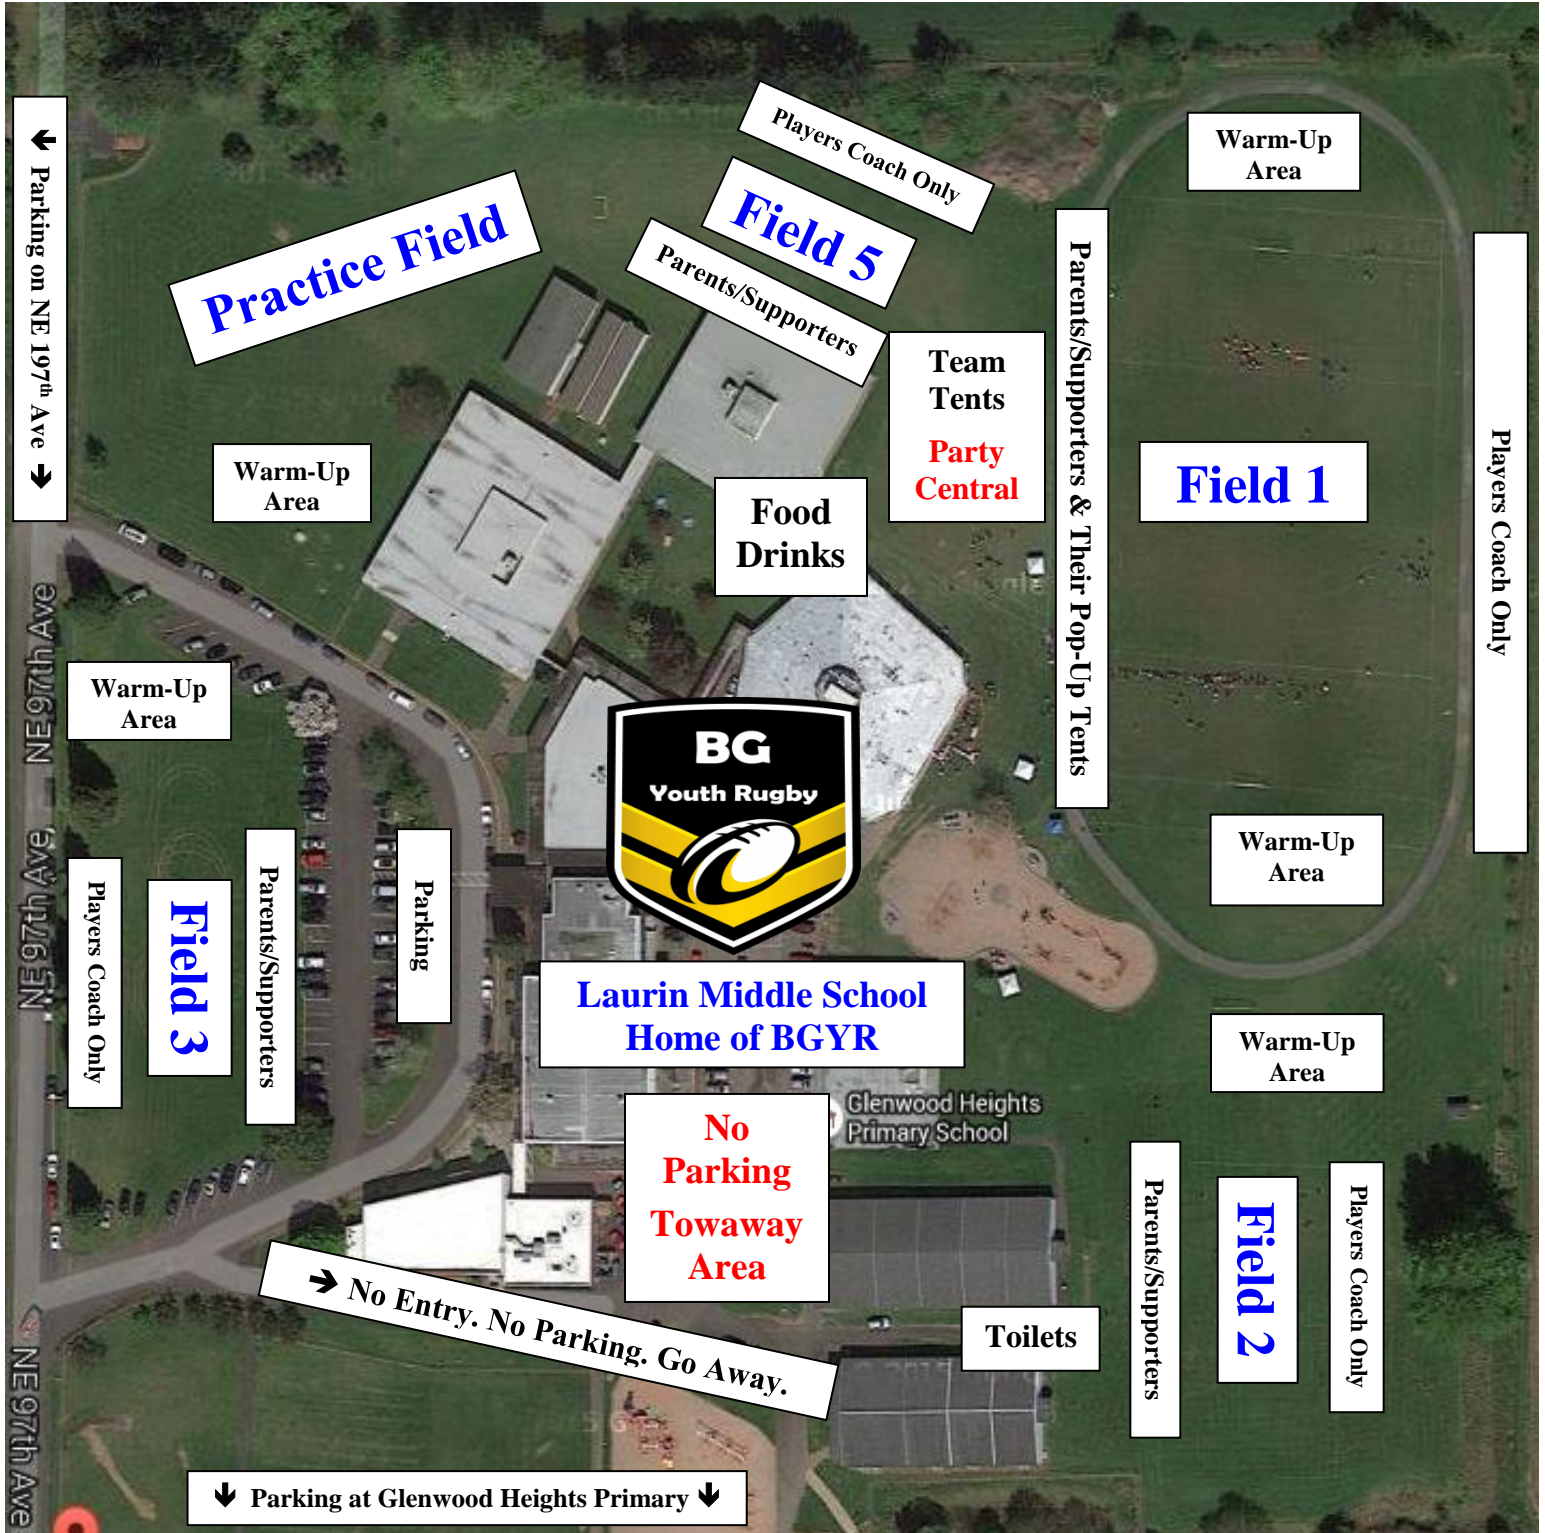 Players Coach Only
Warm-Up
Area
← Parking on NE 197th Ave →
Practice Field
Field 5
Parents/Supporters
Parents/Supporters & Their Pop-Up Tents
Players Coach Only
Team
Tents
Party
Central
Field 1
Warm-Up
Area
Food
Drinks
NE 97th Ave
Warm-Up
Area
BG
Youth Rugby
NE 97th Ave
Warm-Up
Area
Players Coach Only
Field 3
Parents/Supporters
Parking
Laurin Middle School
Home of BGYR
Warm-Up
Area
Glenwood Heights
Primary School
No
Parking
Towaway
Area
Parents/Supporters
Field 2
Players Coach Only
→ No Entry. No Parking. Go Away.
Toilets
NE 97th Ave
↓ Parking at Glenwood Heights Primary ↓